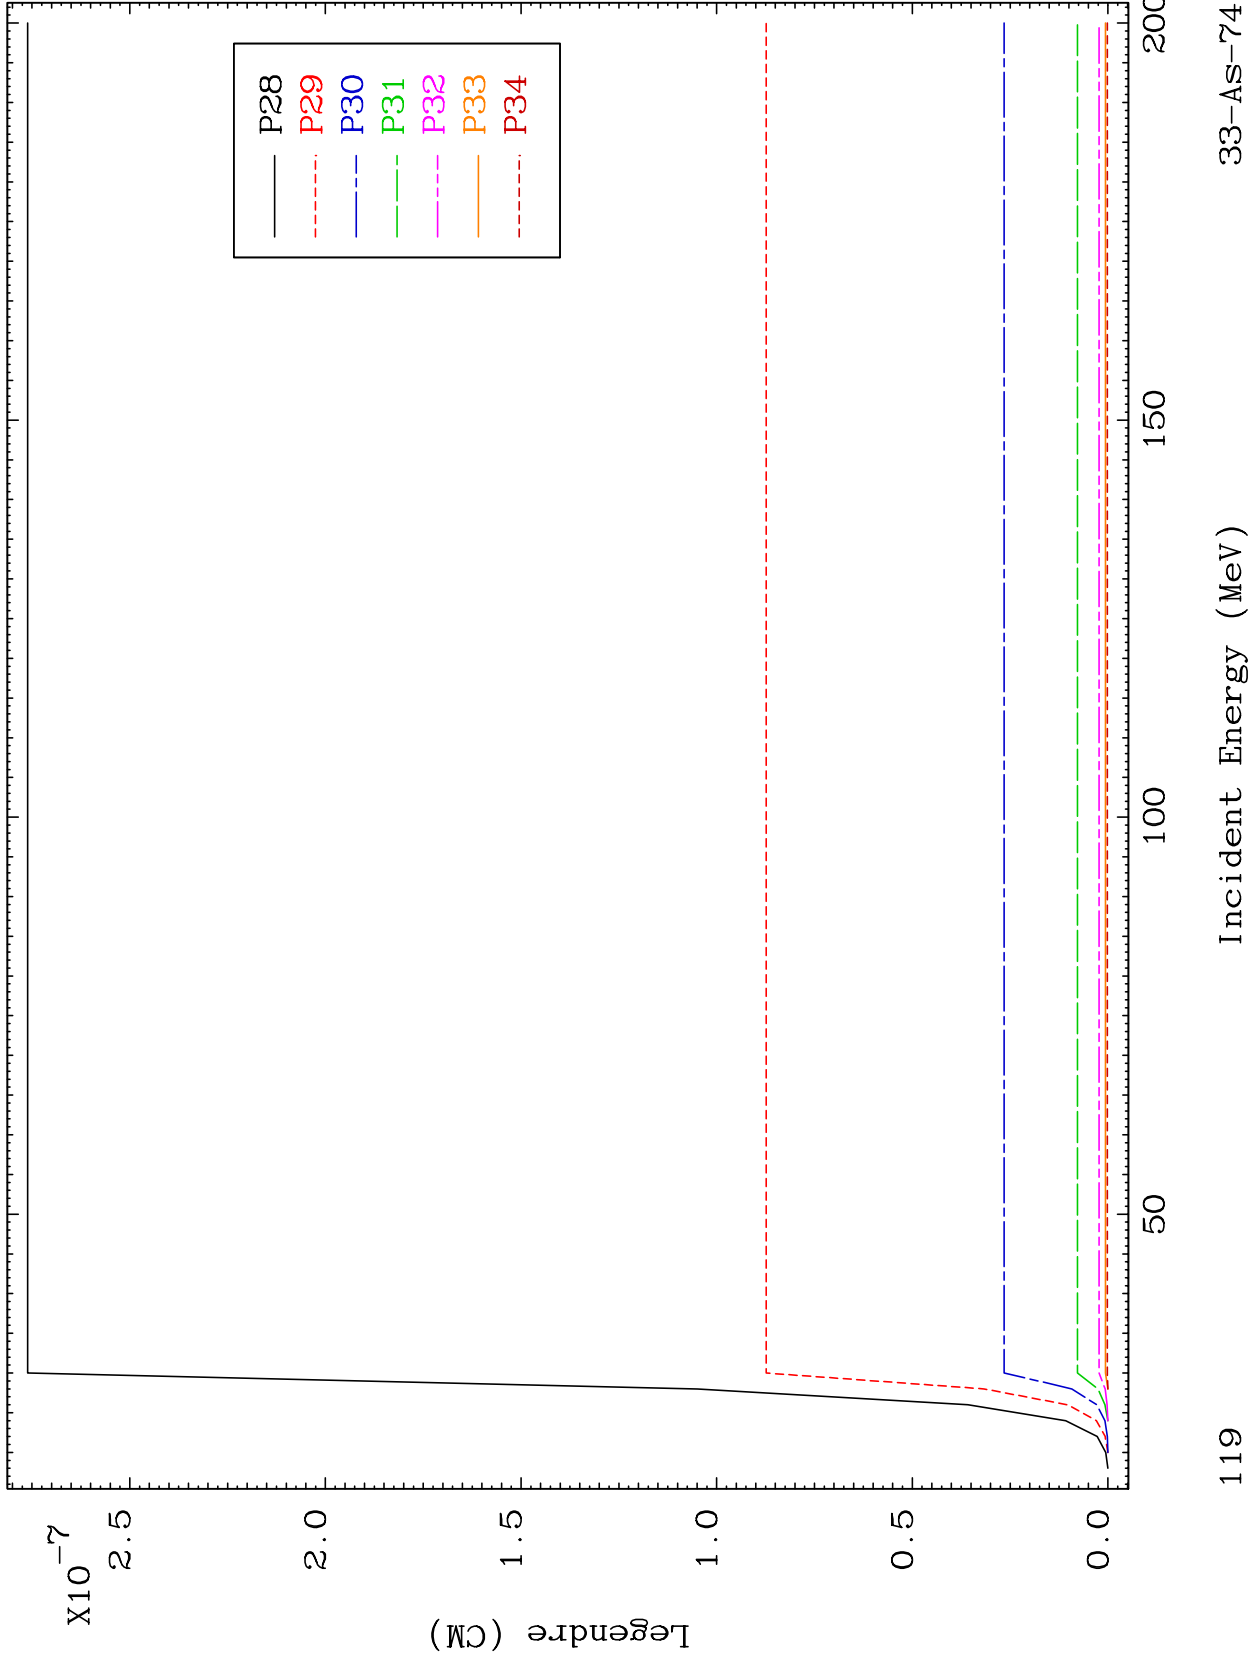 X10⁻⁷
2.5
2.0
1.5
1.0
0.5
0.0
Legendre (CM)
P28
P29
P30
P31
P32
P33
P34
50
100
150
200
Incident Energy (MeV)
119
33-As-74